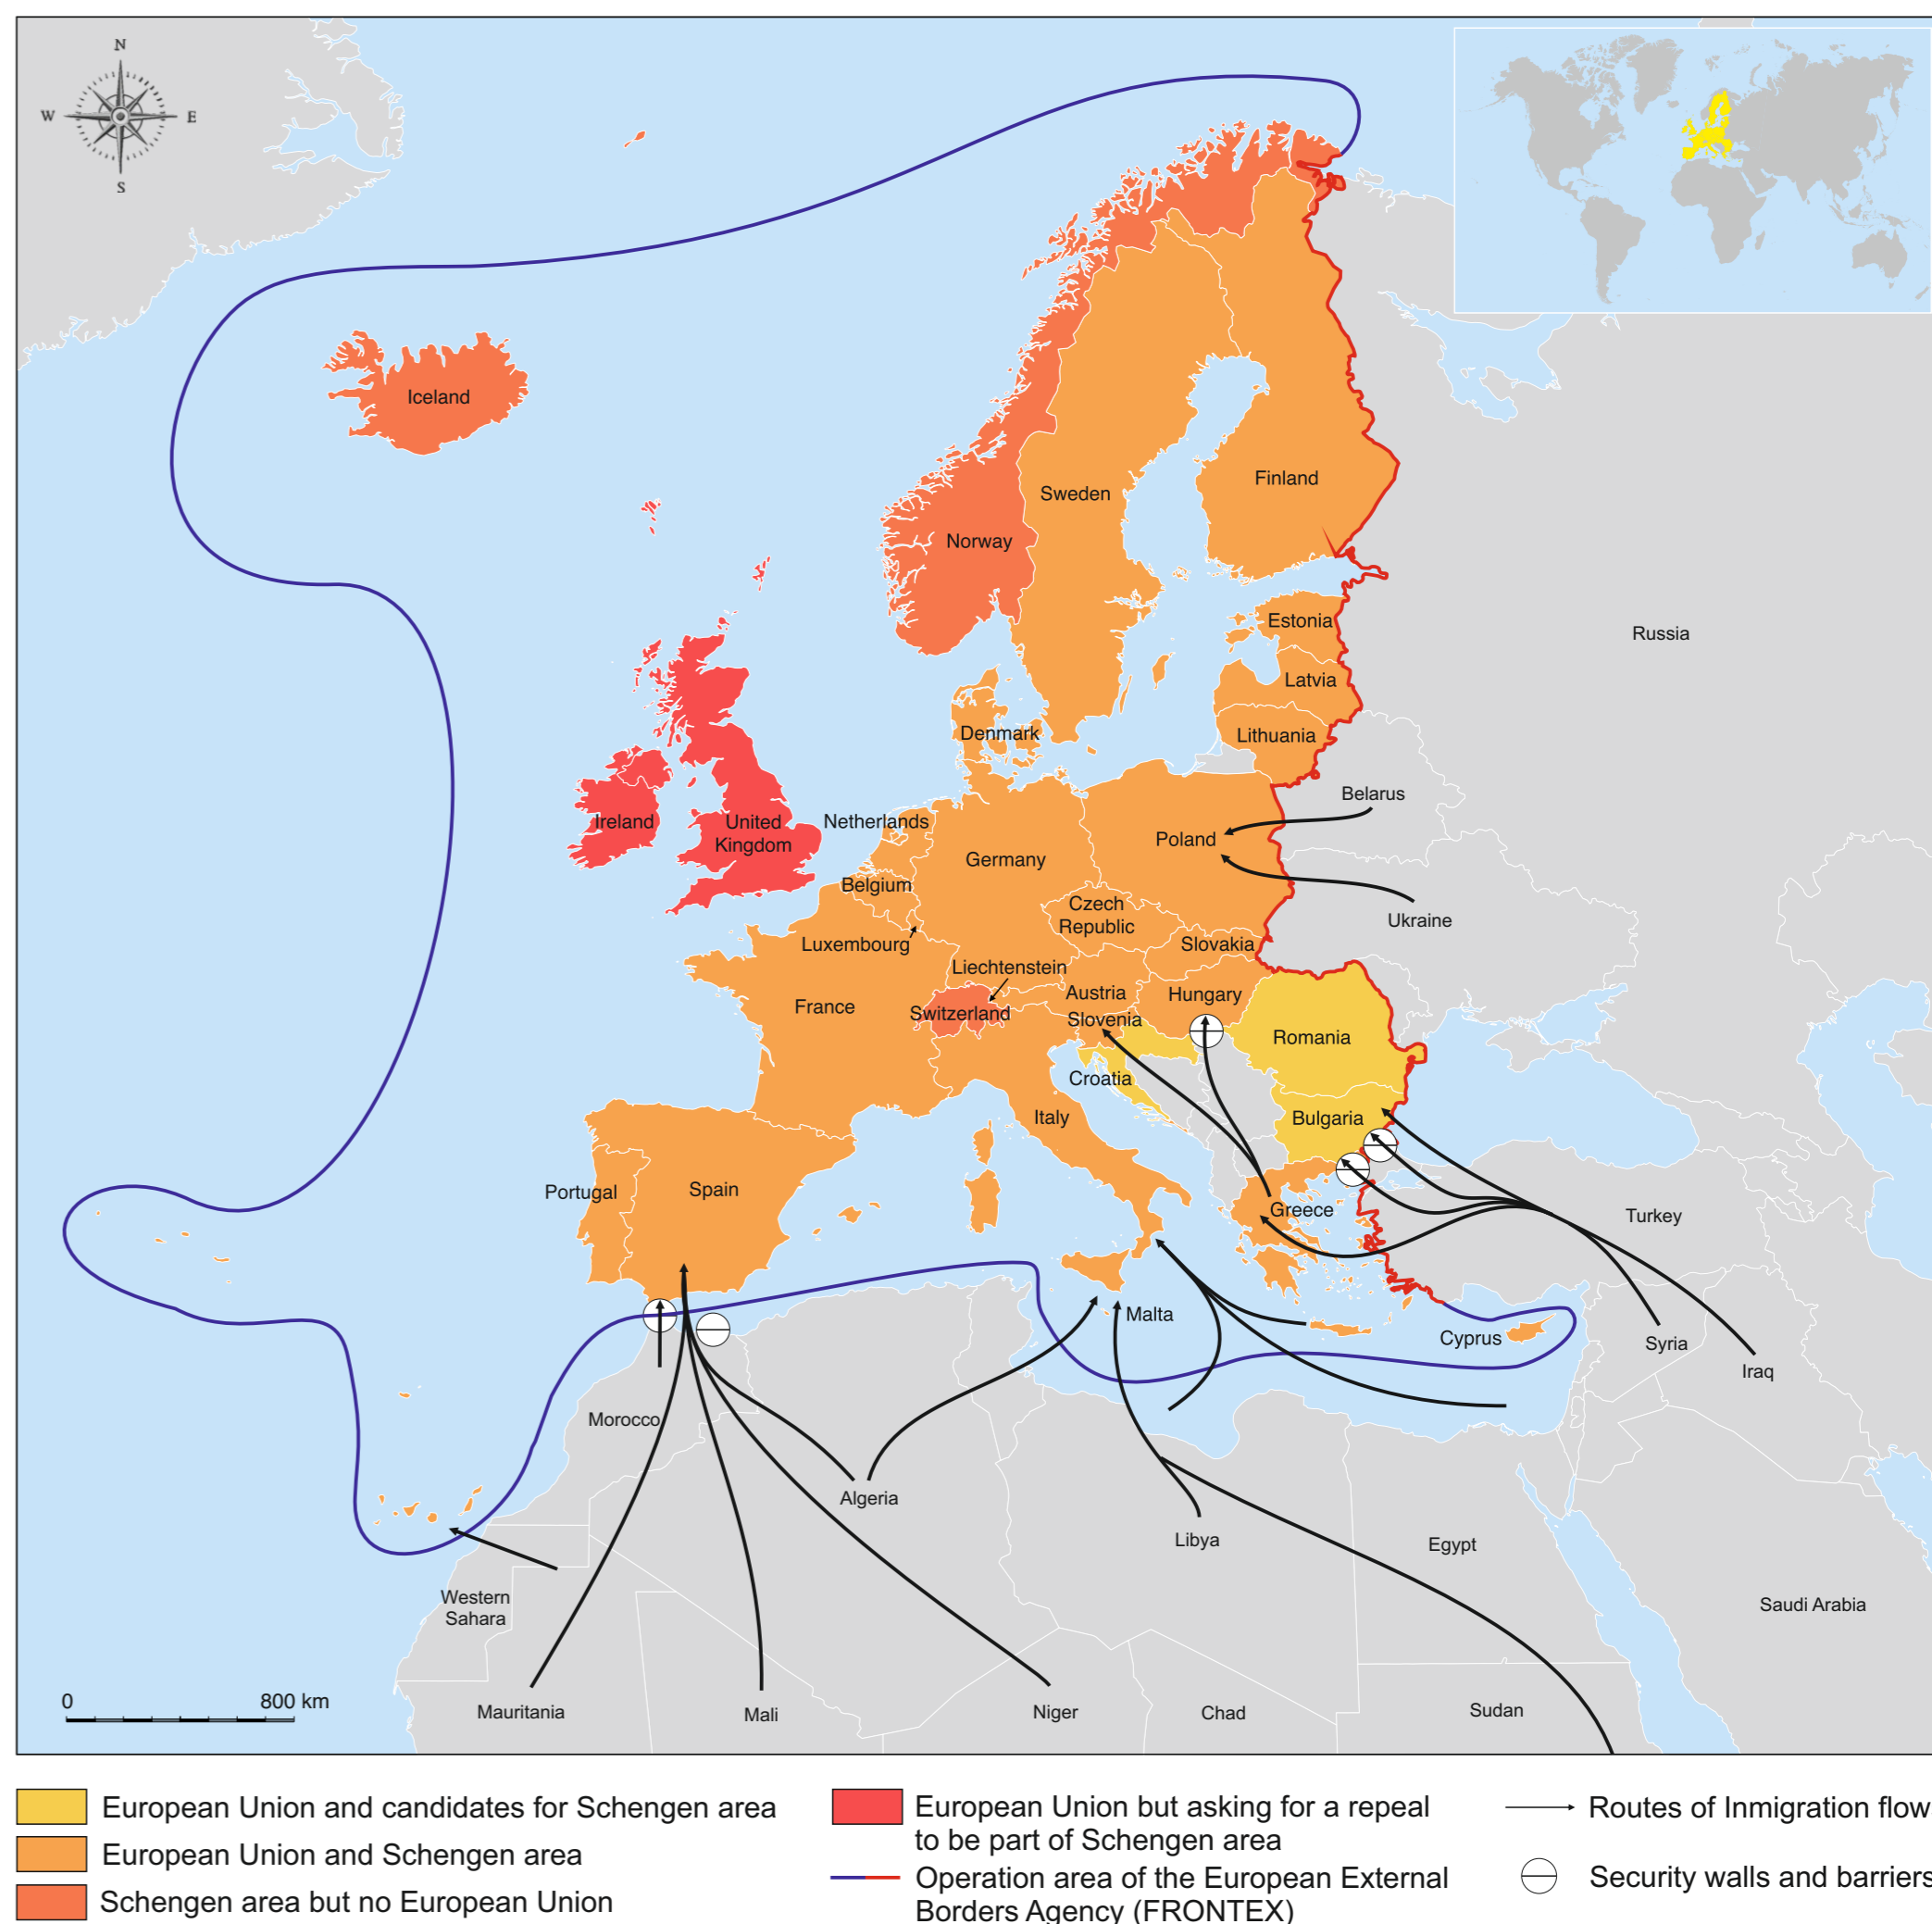 N
W E
S
Iceland
Finland
Sweden
Norway
Estonia
Russia
Latvia
Denmark
Lithuania
Belarus
Ireland
United
Kingdom
Netherlands
Poland
Germany
Belgium
Czech
Republic
Ukraine
Luxembourg
Slovakia
Liechtenstein
Austria
Hungary
France
Switzerland
Slovenia
Romania
Croatia
Italy
Bulgaria
Portugal
Spain
Greece
Turkey
Malta
Cyprus
Syria
Iraq
Morocco
Algeria
Libya
Egypt
Western
Sahara
Saudi Arabia
0 800 km
Mauritania
Mali
Niger
Chad
Sudan
European Union and candidates for Schengen area
European Union and Schengen area
Schengen area but no European Union
European Union but asking for a repeal
to be part of Schengen area
Operation area of the European External
Borders Agency (FRONTEX)
Routes of Inmigration flow
Security walls and barriers